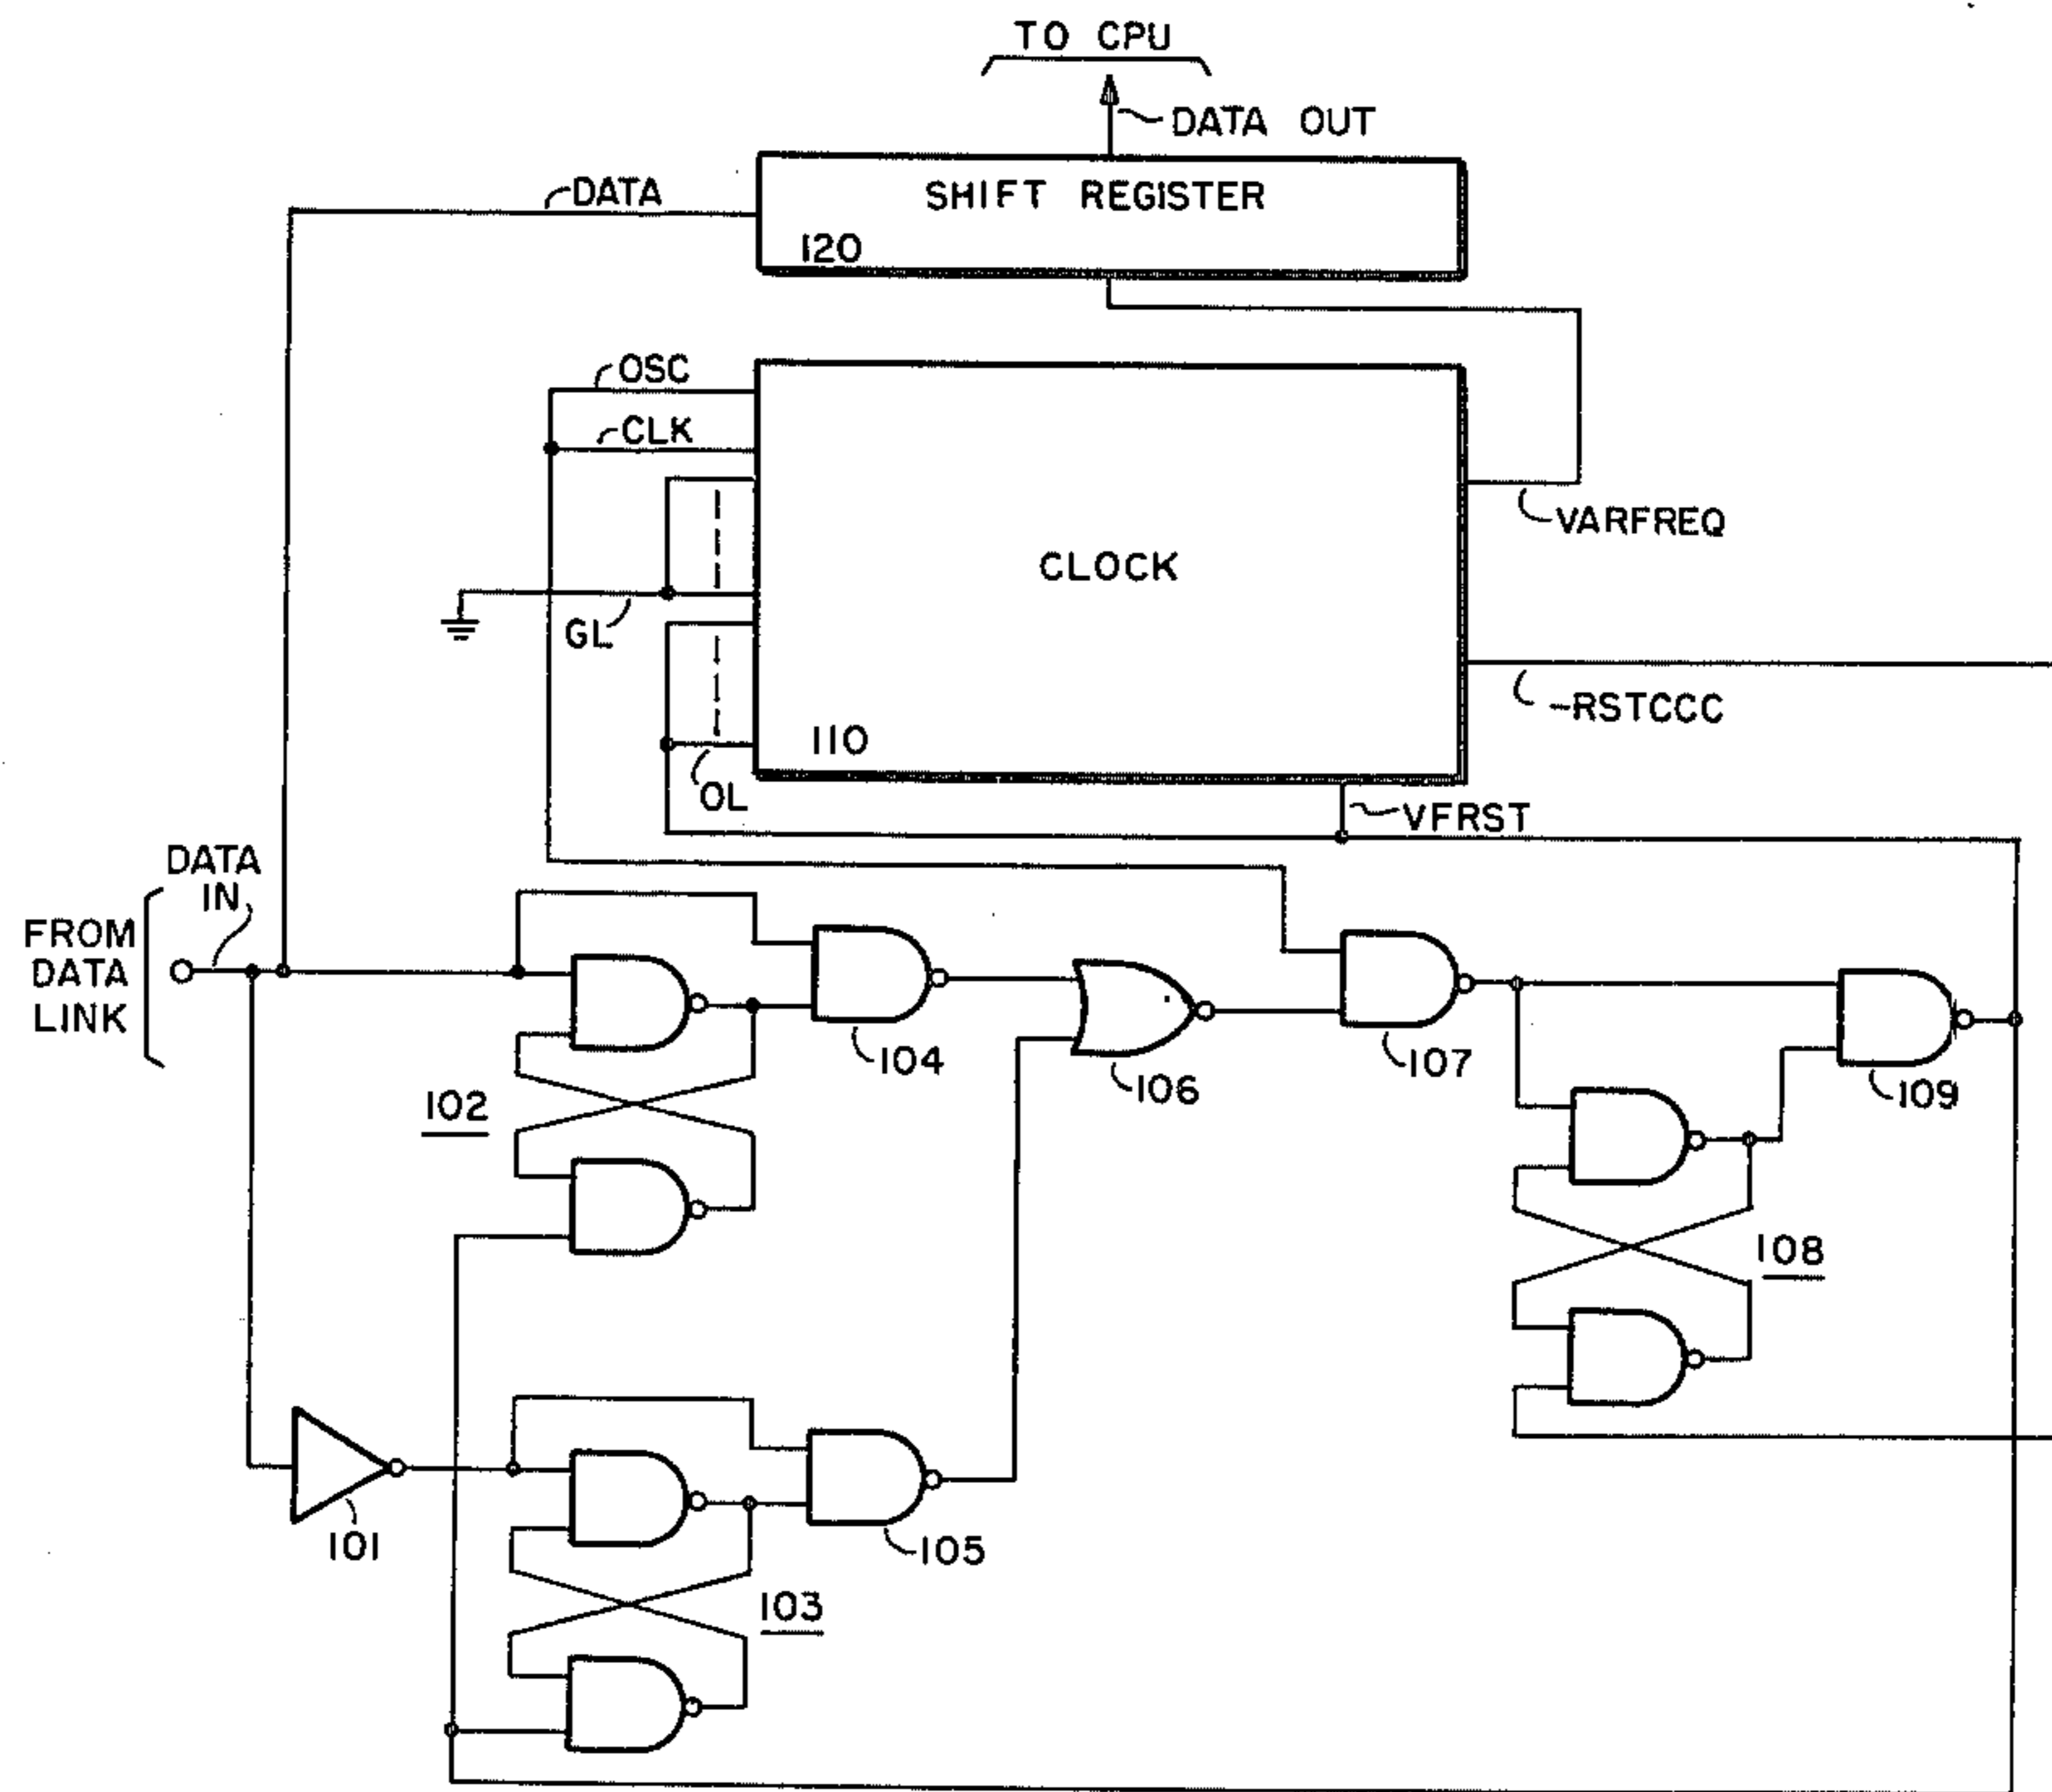 TO CPU
DATA OUT
DATA
SHIFT REGISTER
120
OSC
CLK
VARFREQ
CLOCK
GL
-RSTCCC
110
OL
VFRST
DATA
IN
FROM
DATA
LINK
104
106
107
109
102
108
101
105
103